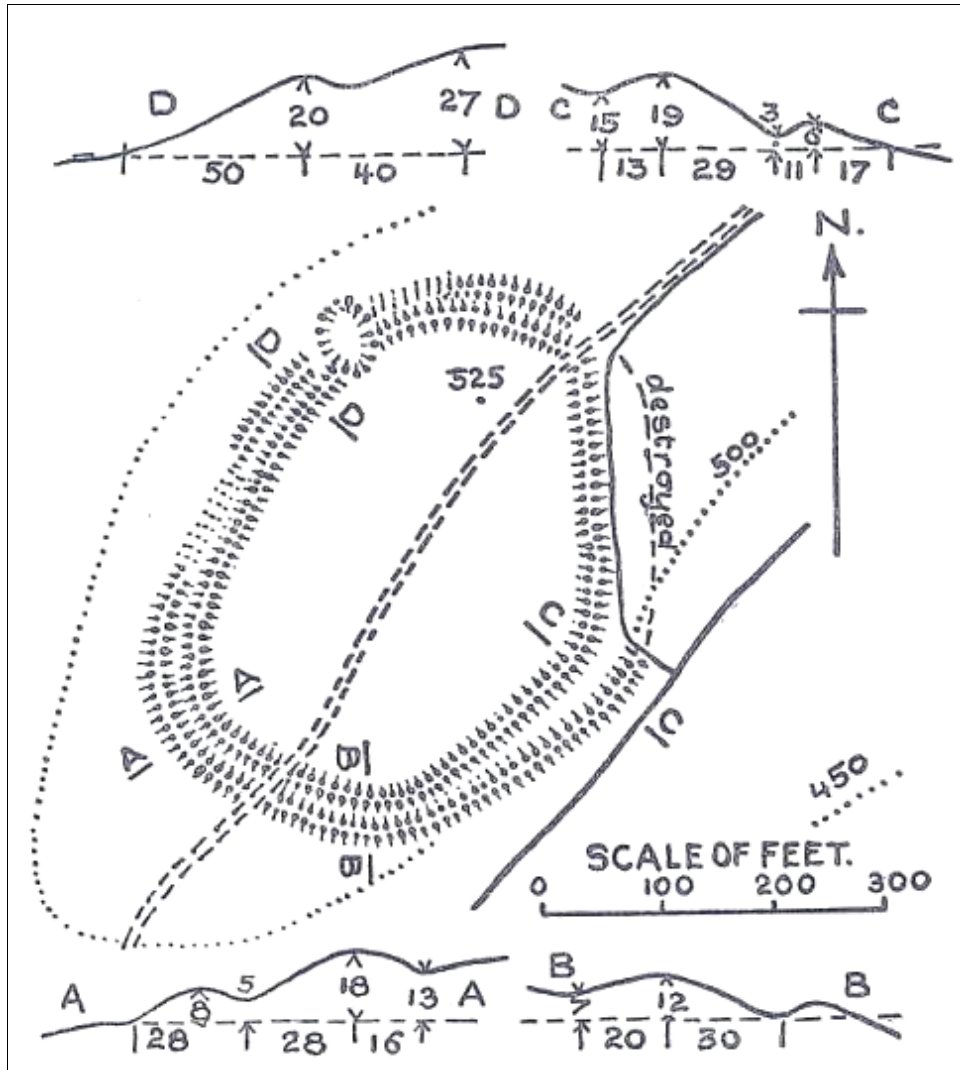 D 20 27 D
50 40
C 15 19 3 6 C
13 29 11 17
N.
D
D
525
destroyed
500
C
A
A
B
B
C
450
SCALE OF FEET.
0 100 200 300
A 8 5 18 13 A
28 28 16
B 7 12 B
20 30